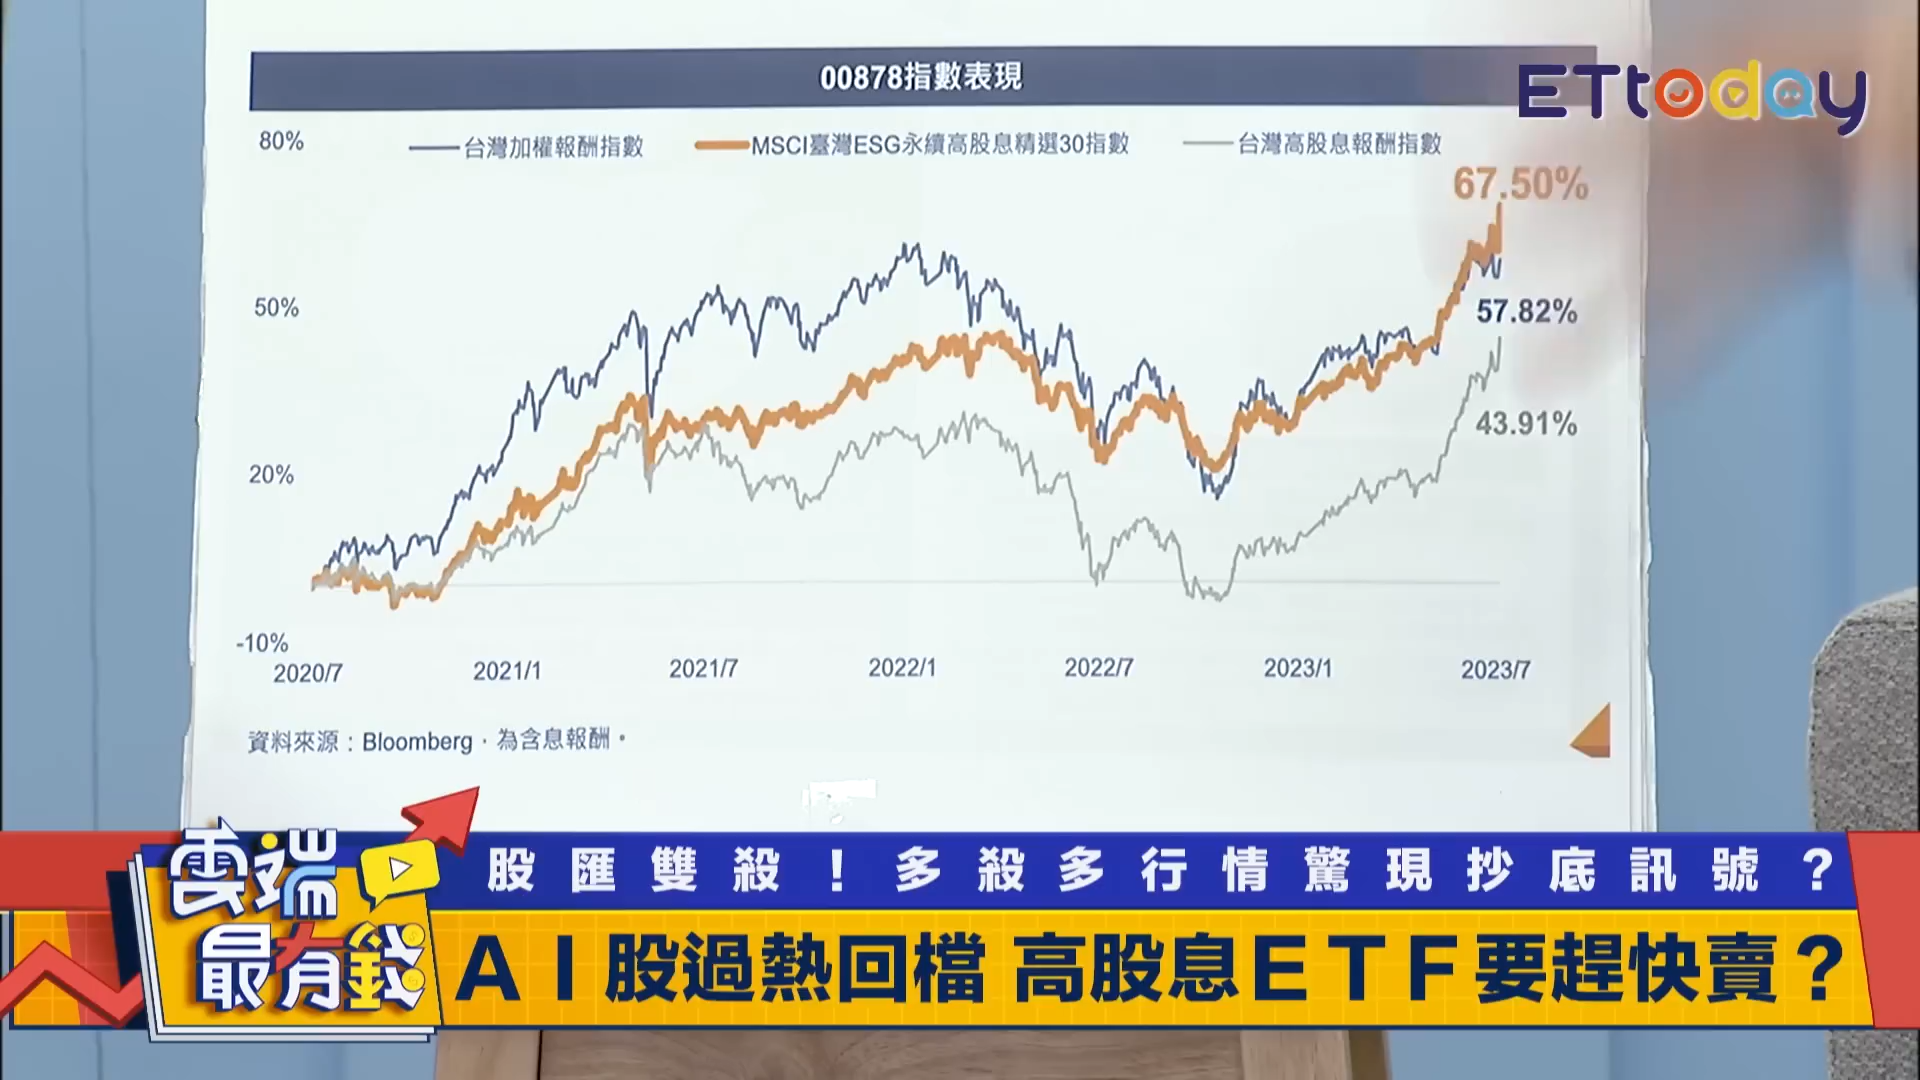 00878指數表現
ETtoday
80%
台灣加權報酬指數
MSCI臺灣ESG永續高股息精選30指數
台灣高股息報酬指數
67.50%
50%
57.82%
43.91%
20%
-10%
2020/7
2021/1
2021/7
2022/1
2022/7
2023/1
2023/7
資料來源：Bloomberg，為含息報酬。
雲端
最有錢
股匯雙殺！多殺多行情驚現抄底訊號？
AI股過熱回檔 高股息ETF要趕快賣？